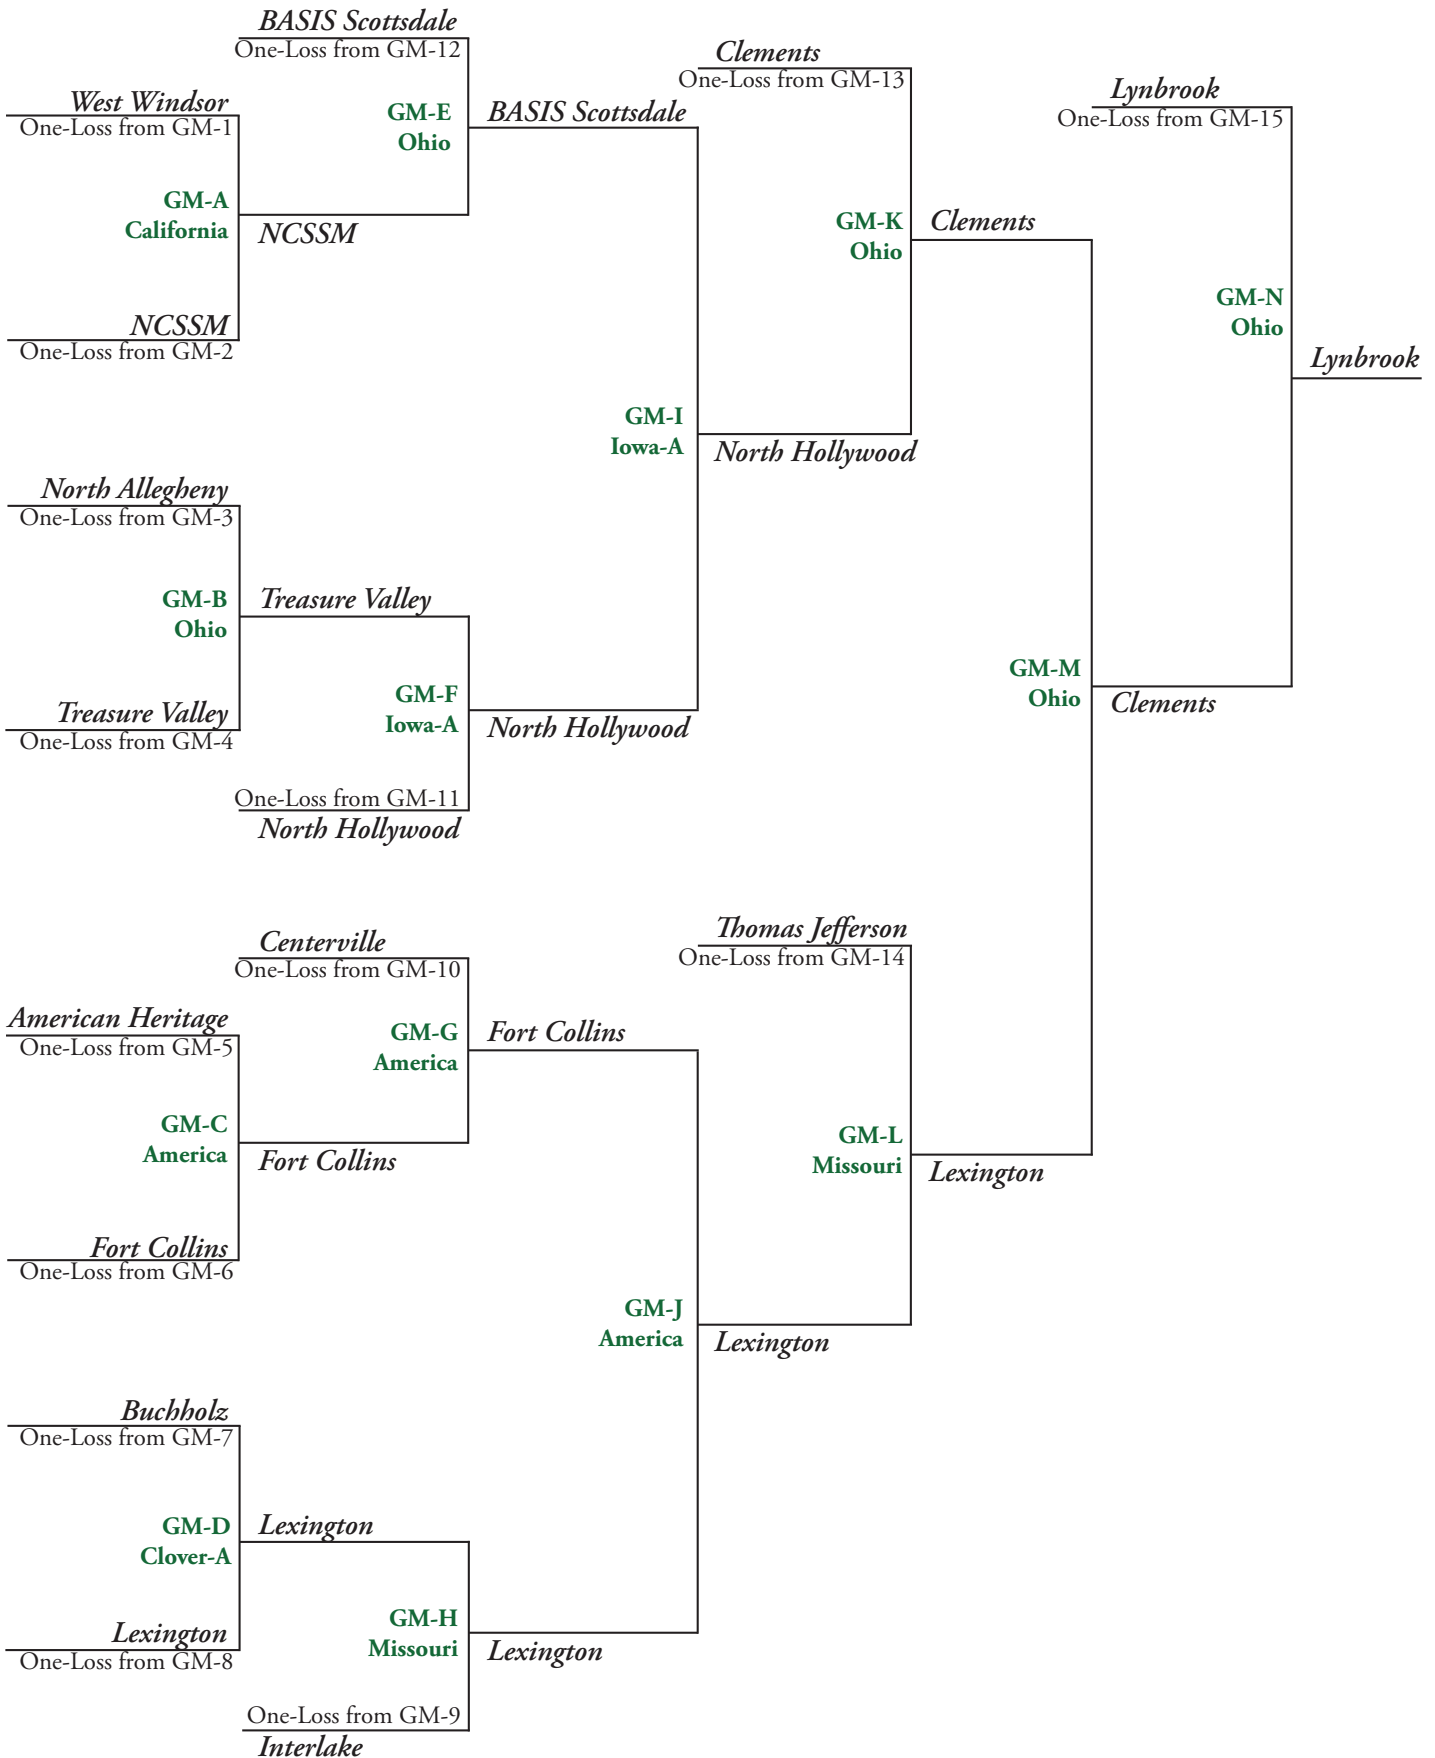 BASIS Scottsdale
One-Loss from GM-12
West Windsor
One-Loss from GM-1
GM-E
Ohio
BASIS Scottsdale
GM-A
California
NCSSM
NCSSM
One-Loss from GM-2
Clements
One-Loss from GM-13
Lynbrook
One-Loss from GM-15
GM-K
Ohio
Clements
GM-N
Ohio
Lynbrook
GM-I
Iowa-A
North Hollywood
North Allegheny
One-Loss from GM-3
GM-B
Ohio
Treasure Valley
Treasure Valley
One-Loss from GM-4
GM-F
Iowa-A
North Hollywood
One-Loss from GM-11
North Hollywood
GM-M
Ohio
Clements
Centerville
One-Loss from GM-10
Thomas Jefferson
One-Loss from GM-14
American Heritage
One-Loss from GM-5
GM-G
America
Fort Collins
GM-C
America
Fort Collins
Fort Collins
One-Loss from GM-6
GM-L
Missouri
Lexington
GM-J
America
Lexington
Buchholz
One-Loss from GM-7
GM-D
Clover-A
Lexington
Lexington
One-Loss from GM-8
GM-H
Missouri
Lexington
One-Loss from GM-9
Interlake